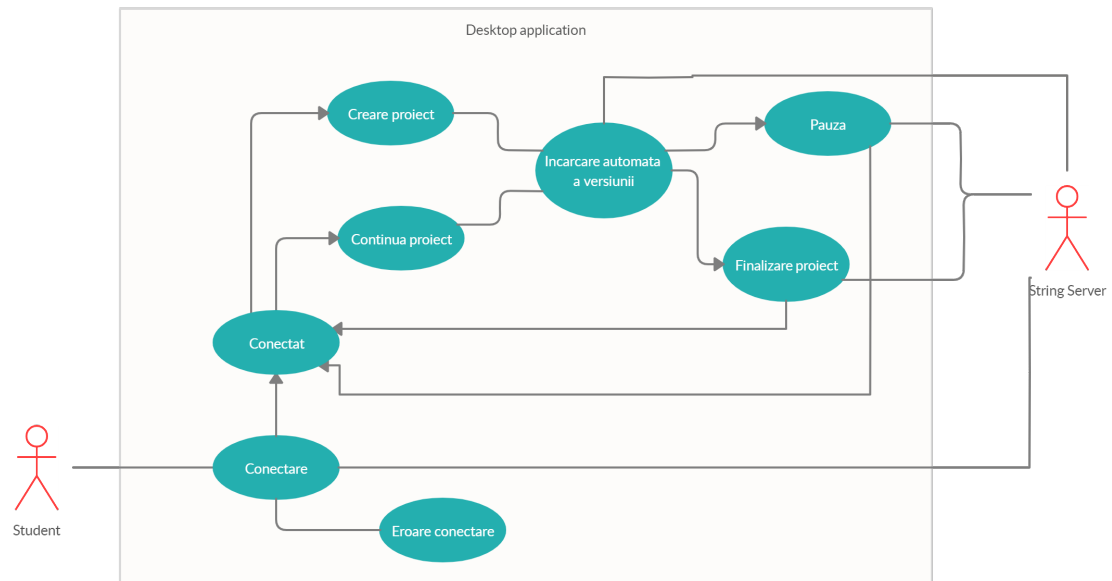 Desktop application
Creare proiect
Pauza
Incarcare automata
a versiunii
Continua proiect
Finalizare proiect
String Server
Conectat
Conectare
Student
Eroare conectare